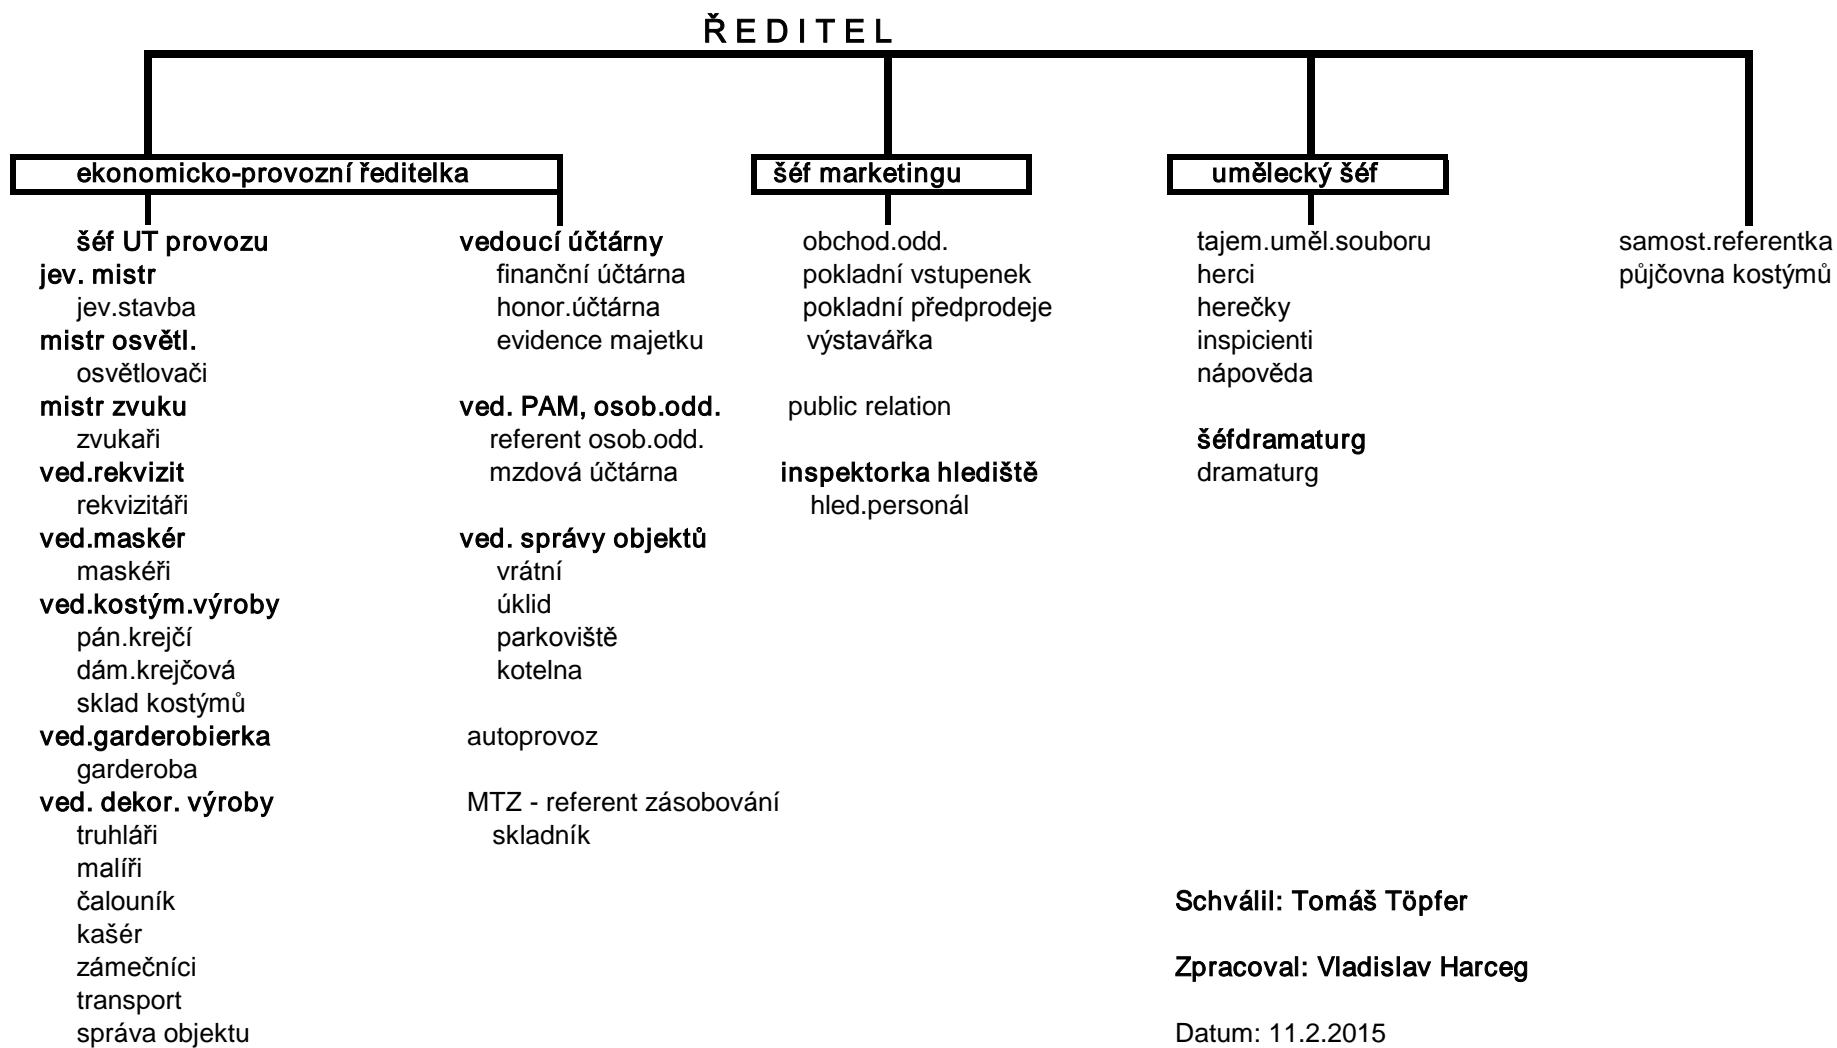 ŘEDITEL
ekonomicko-provozní ředitelka
šéf UT provozu
jev. mistr
jev.stavba
mistr osvětl.
osvětlovači
mistr zvuku
zvukaři
ved.rekvizit
rekvizitáři
ved.maskér
maskéři
ved.kostým.výroby
pán.krejčí
dám.krejčová
sklad kostýmů
ved.garderobierka
garderoba
ved. dekor. výroby
truhláři
malíři
čalouník
kašér
zámečníci
transport
správa objektu
vedoucí účtárny
finanční účtárna
honor.účtárna
evidence majetku
ved. PAM, osob.odd.
referent osob.odd.
mzdová účtárna
ved. správy objektů
vrátní
úklid
parkoviště
kotelna
autoprovoz
MTZ - referent zásobování
skladník
šéf marketingu
obchod.odd.
pokladní vstupenek
pokladní předprodeje
výstavářka
public relation
inspektorka hlediště
hled.personál
umělecký šéf
tajem.uměl.souboru
herci
herečky
inspicienti
nápověda
šéfdramaturg
dramaturg
samost.referentka
půjčovna kostýmů
Schválil: Tomáš Töpfer
Zpracoval: Vladislav Harceg
Datum: 11.2.2015